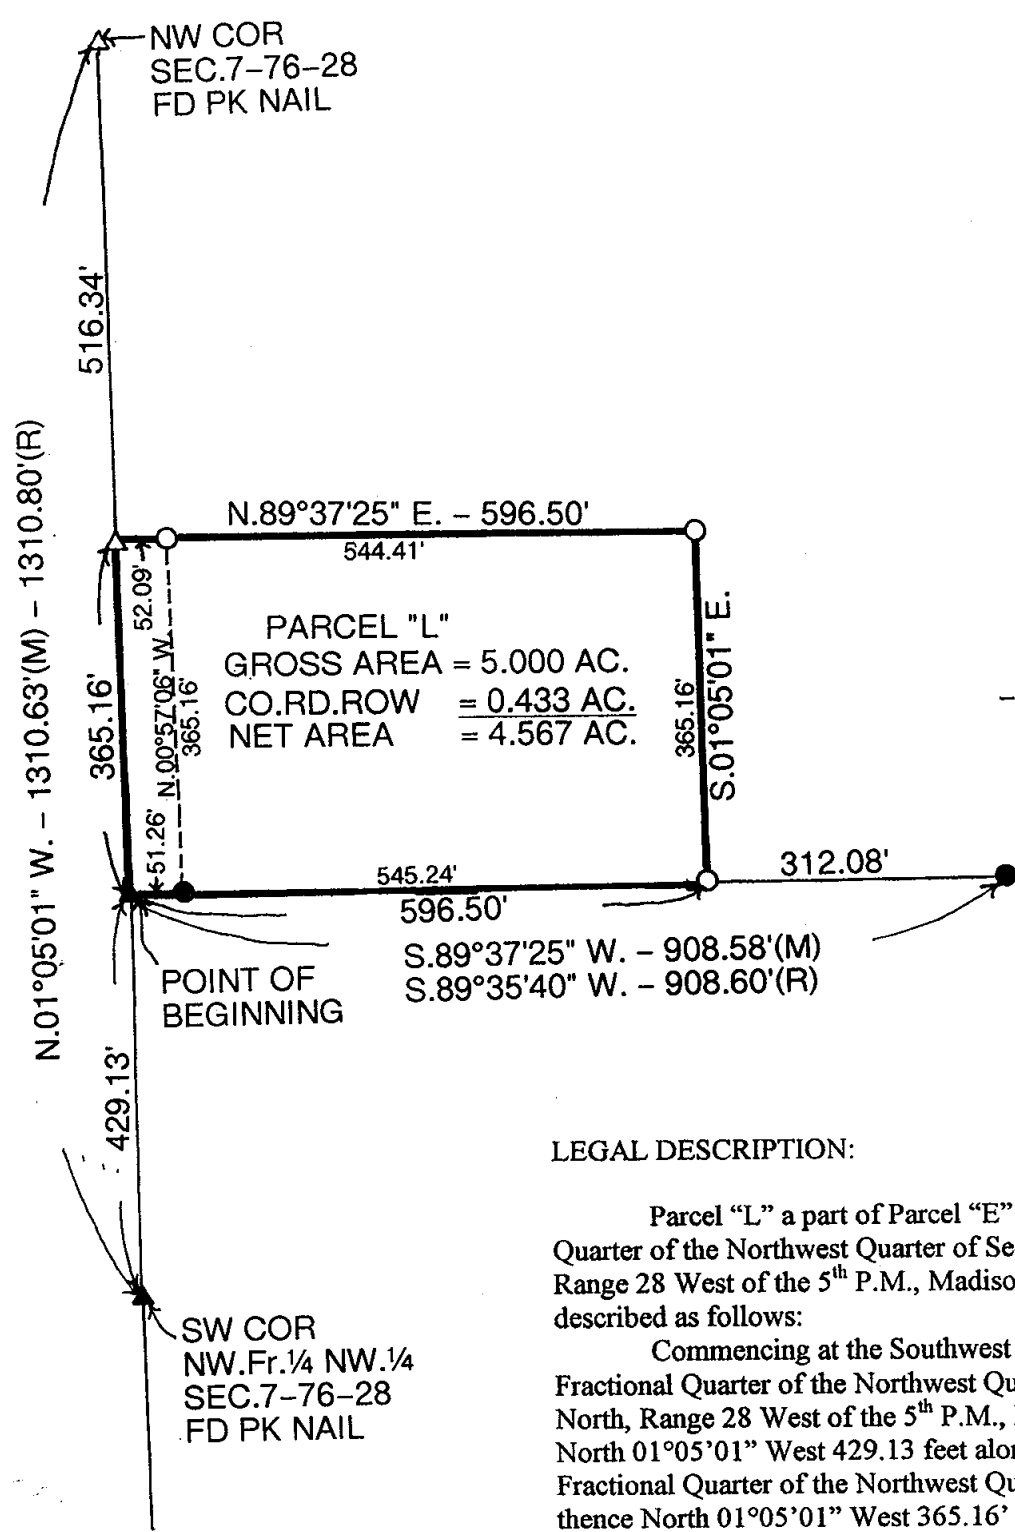 NW COR
SEC.7-76-28
FD PK NAIL
516.34'
N.01°05'01" W. - 1310.63'(M) - 1310.80'(R)
N.89°37'25" E. - 596.50'
544.41'
52.09'
N.00°57'06" W.
365.16'
365.16'
PARCEL "L"
GROSS AREA = 5.000 AC.
CO.RD.ROW = 0.433 AC.
NET AREA = 4.567 AC.
365.16'
S.01°05'01" E.
51.26'
545.24'
596.50'
312.08'
S.89°37'25" W. - 908.58'(M)
S.89°35'40" W. - 908.60'(R)
POINT OF
BEGINNING
429.13'
SW COR
NW.Fr.¼ NW.¼
SEC.7-76-28
FD PK NAIL
LEGAL DESCRIPTION:
Parcel “L” a part of Parcel “E”
Quarter of the Northwest Quarter of Se
Range 28 West of the 5th P.M., Madiso
described as follows:
Commencing at the Southwest
Fractional Quarter of the Northwest Qu
North, Range 28 West of the 5th P.M.,
North 01°05’01” West 429.13 feet alon
Fractional Quarter of the Northwest Qu
thence North 01°05’01” West 365.16’